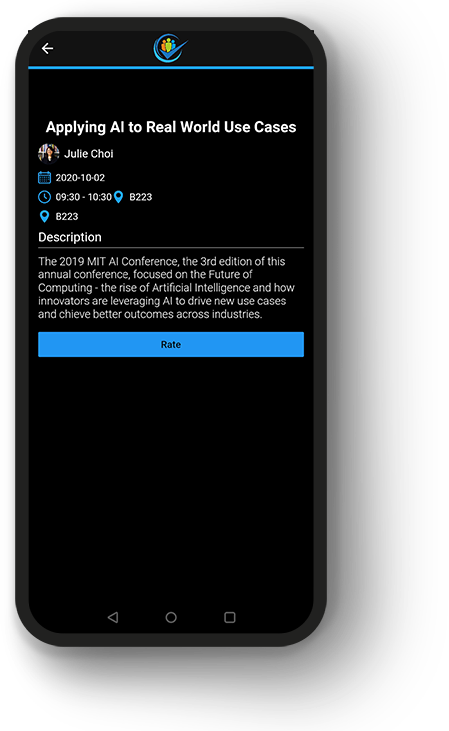 Applying AI to Real World Use Cases
Julie Choi
2020-10-02
09:30 - 10:30 B223
B223
Description
The 2019 MIT AI Conference, the 3rd edition of this
annual conference, focused on the Future of
Computing - the rise of Artificial Intelligence and how
innovators are leveraging AI to drive new use cases
and chieve better outcomes across industries.
Rate